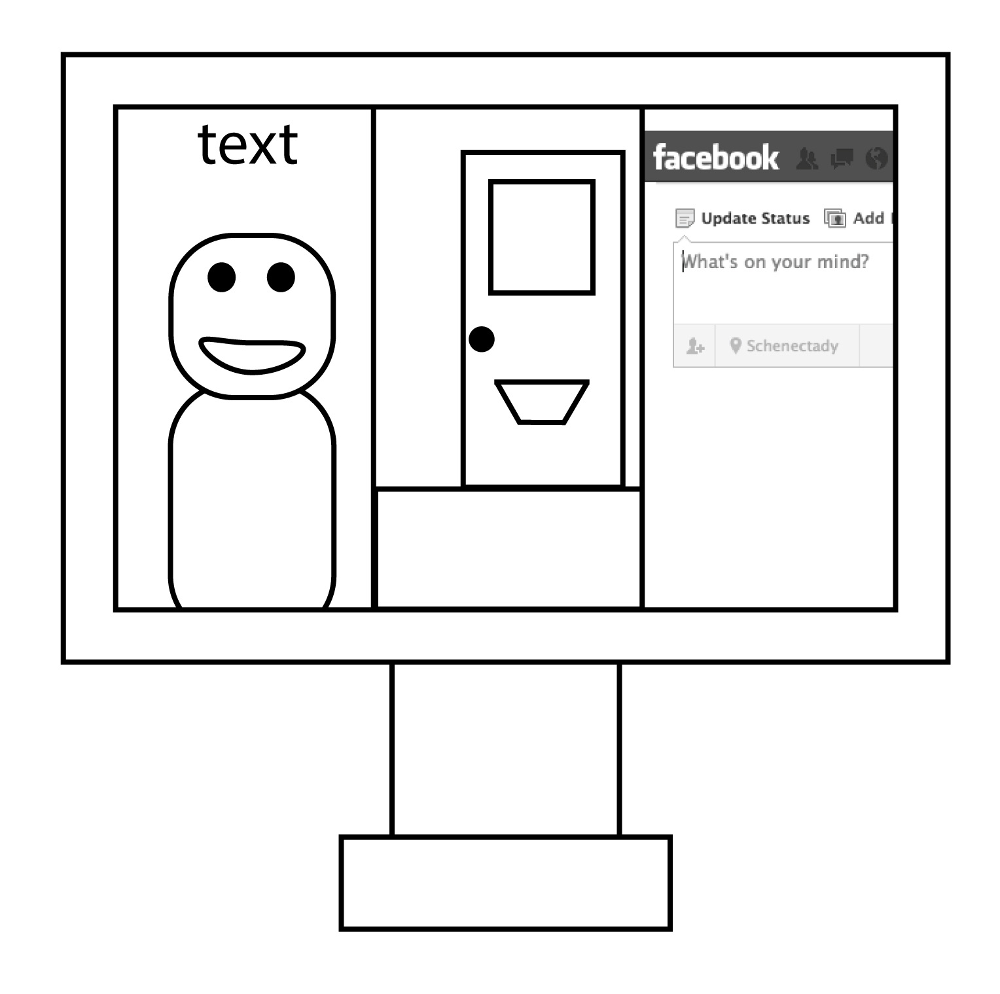 text
facebook
Update Status Add
What's on your mind?
Schenectady